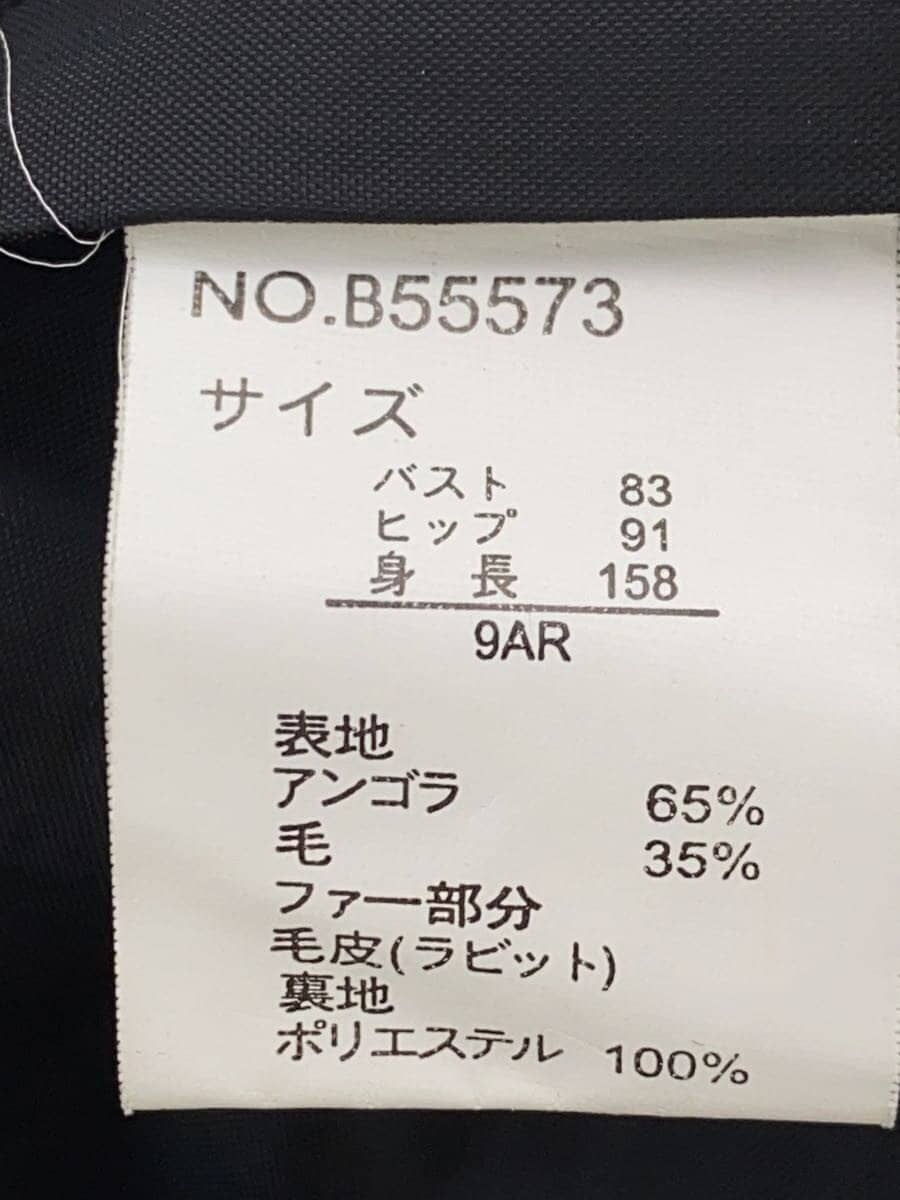 NO.B55573
サイズ
バスト 83
ヒップ 91
身 長 158
9AR
表地
アンゴラ 65%
毛 35%
ファー部分
毛皮(ラビット)
裏地
ポリエステル 100%